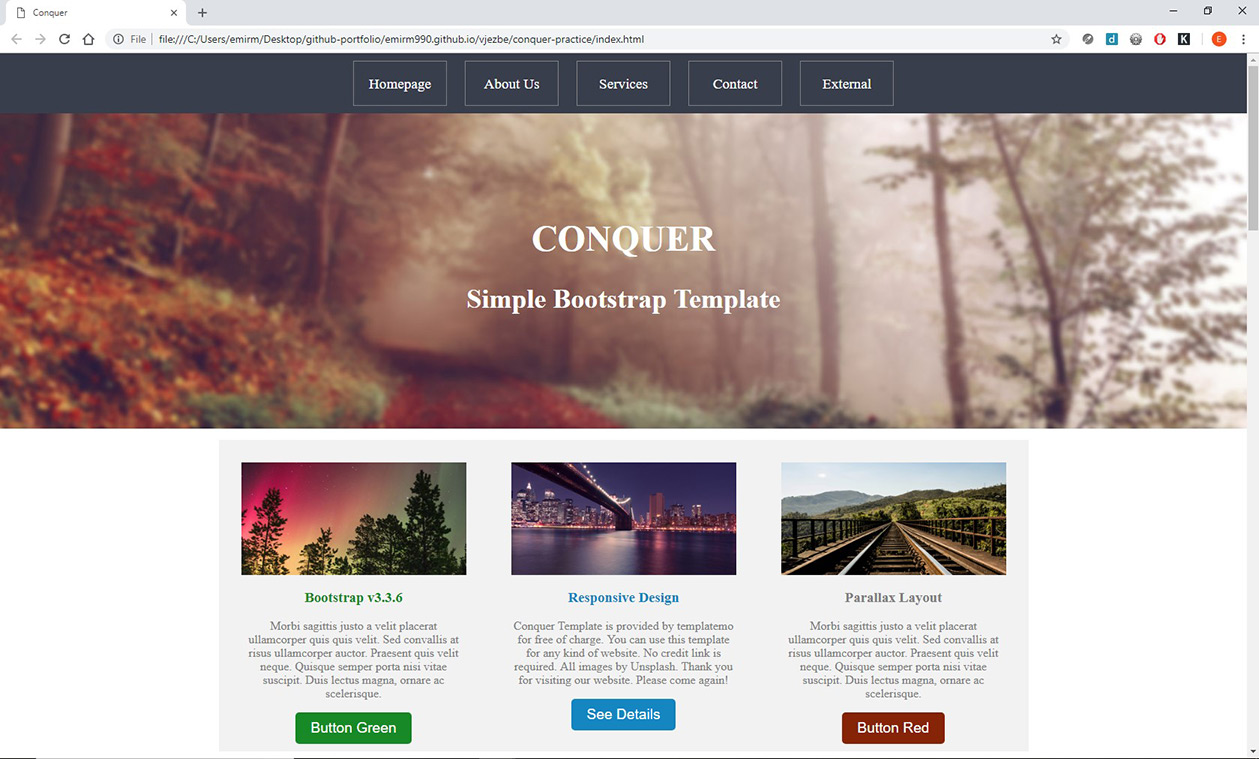 Conquer
File
file:///C:/Users/emirm/Desktop/github-portfolio/emirm990.github.io/vjezbe/conquer-practice/index.html
d
K
E
Homepage
About Us
Services
Contact
External
CONQUER
Simple Bootstrap Template
Bootstrap v3.3.6
Morbi sagittis justo a velit placerat
ullamcorper quis quis velit. Sed convallis at
risus ullamcorper auctor. Praesent quis velit
neque. Quisque semper porta nisi vitae
suscipit. Duis lectus magna, ornare ac
scelerisque.
Button Green
Responsive Design
Conquer Template is provided by templatemo
for free of charge. You can use this template
for any kind of website. No credit link is
required. All images by Unsplash. Thank you
for visiting our website. Please come again!
See Details
Parallax Layout
Morbi sagittis justo a velit placerat
ullamcorper quis quis velit. Sed convallis at
risus ullamcorper auctor. Praesent quis velit
neque. Quisque semper porta nisi vitae
suscipit. Duis lectus magna, ornare ac
scelerisque.
Button Red